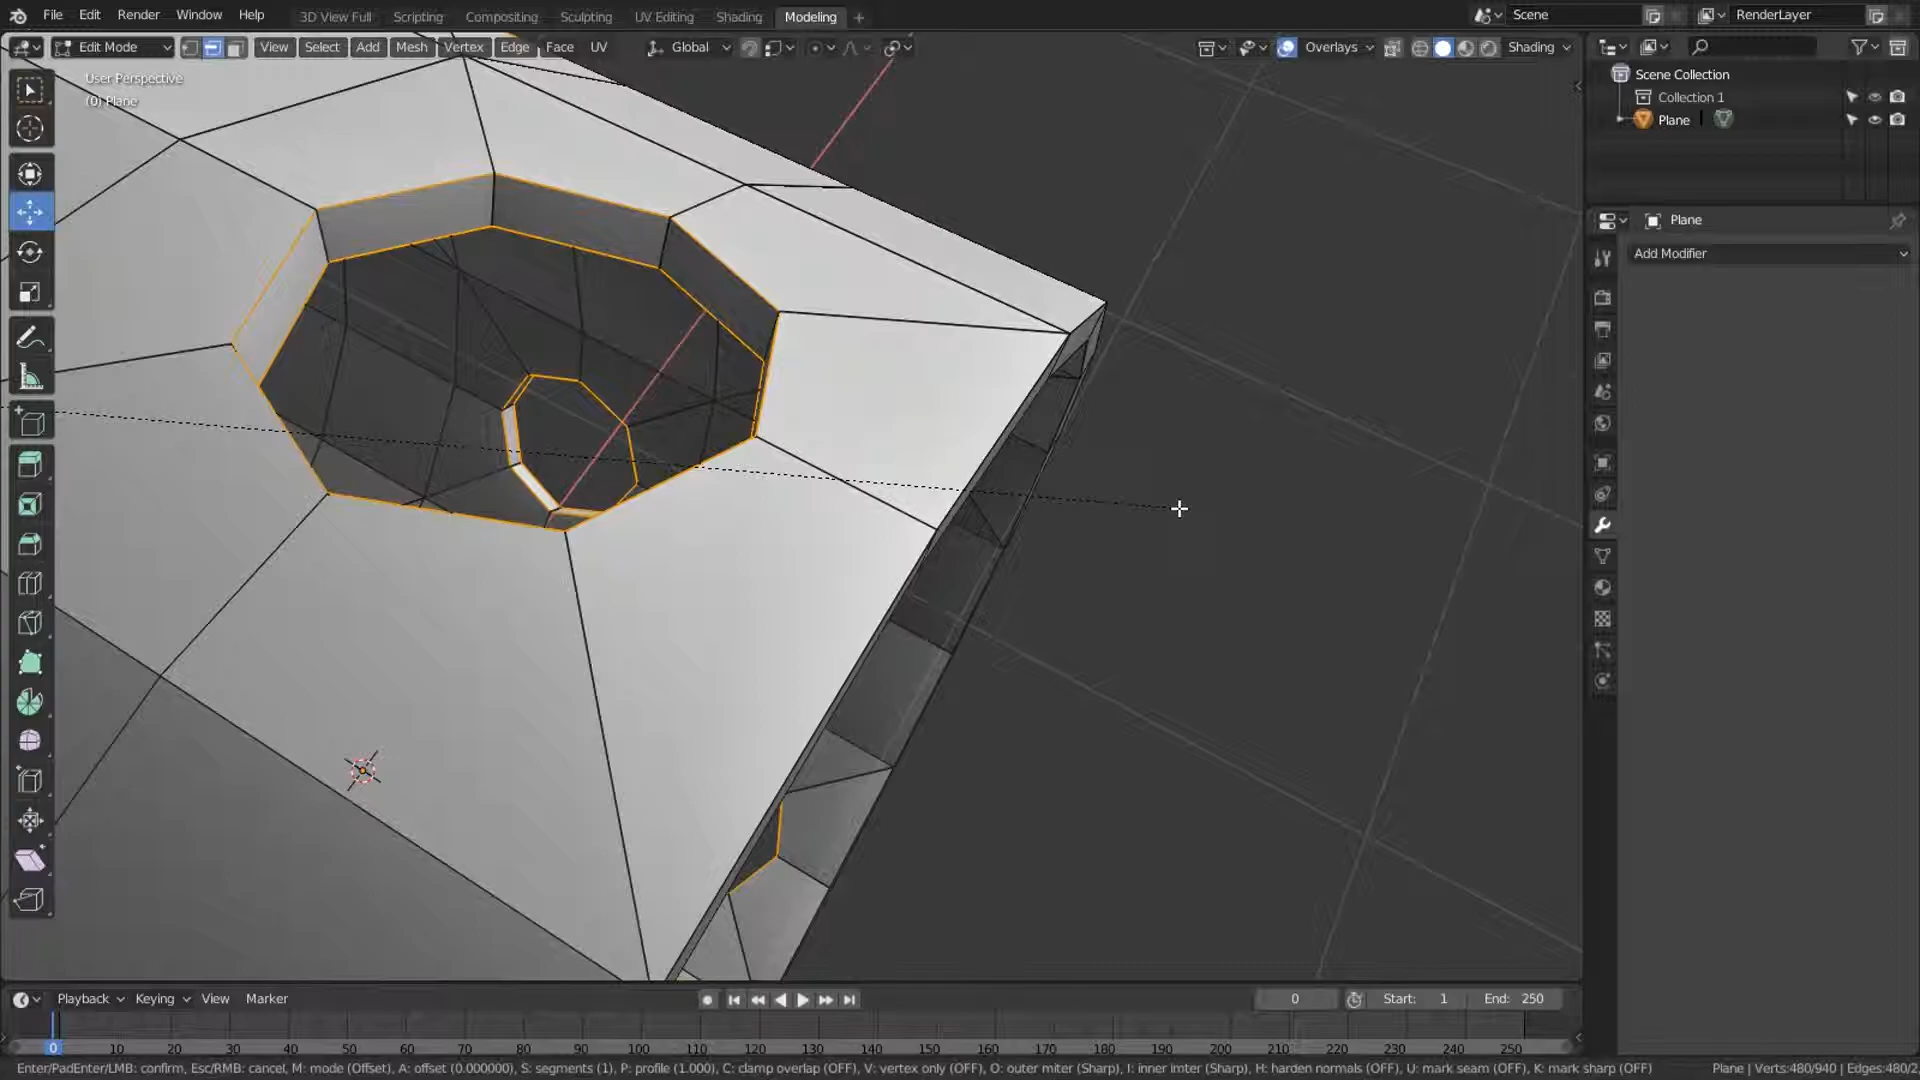 File Edit Render Window Help 3D View Full Scripting Compositing Sculpting UV Editing Shading Modeling Scene RenderLayer
Edit Mode View Select Add Mesh Vertex Edge Face UV Global Overlays Shading
User Perspective
(0) Plane
Scene Collection
Collection 1
Plane
Plane
Add Modifier
Playback Keying View Marker 0 Start: 1 End: 250
0 10 20 30 40 50 60 70 80 90 100 110 120 130 140 150 160 170 180 190 200 210 220 230 240 250
Enter/PadEnter/LMB: confirm, Esc/RMB: cancel, M: mode (Offset), A: offset (0.000000), S: segments (1), P: profile (1.000), C: clamp overlap (OFF), V: vertex only (OFF), O: outer miter (Sharp), I: inner imter (Sharp), H: harden normals (OFF), U: mark seam (OFF), K: mark sharp (OFF) Plane | Verts:480/940 | Edges:480/2